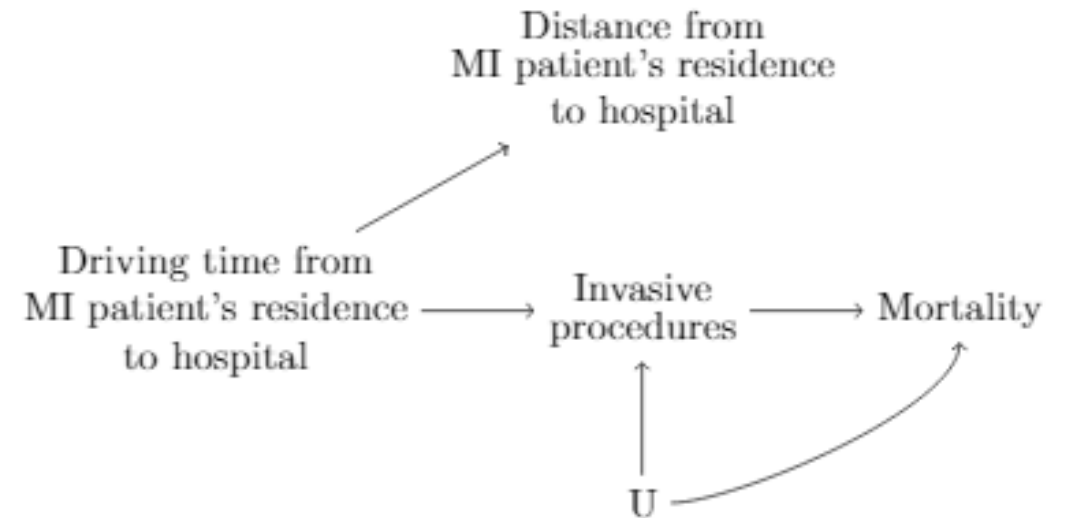 Distance from
MI patient's residence
to hospital
Driving time from
MI patient's residence
to hospital
Invasive
procedures
Mortality
U